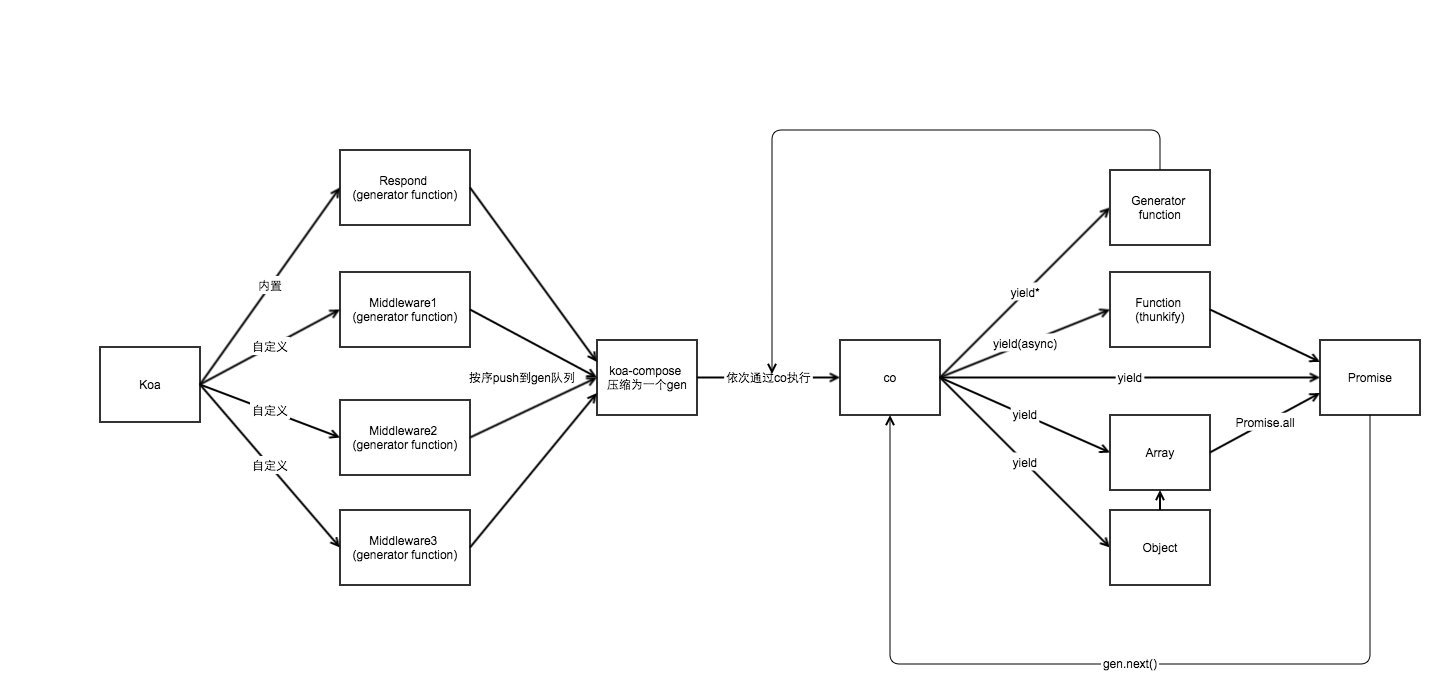 Koa
内置
自定义
自定义
自定义
Respond
(generator function)
Middleware1
(generator function)
Middleware2
(generator function)
Middleware3
(generator function)
按序push到gen队列
koa-compose
压缩为一个gen
依次通过co执行
co
yield*
yield(async)
yield
yield
yield
Generator
function
Function
(thunkify)
Array
Object
Promise.all
Promise
gen.next()